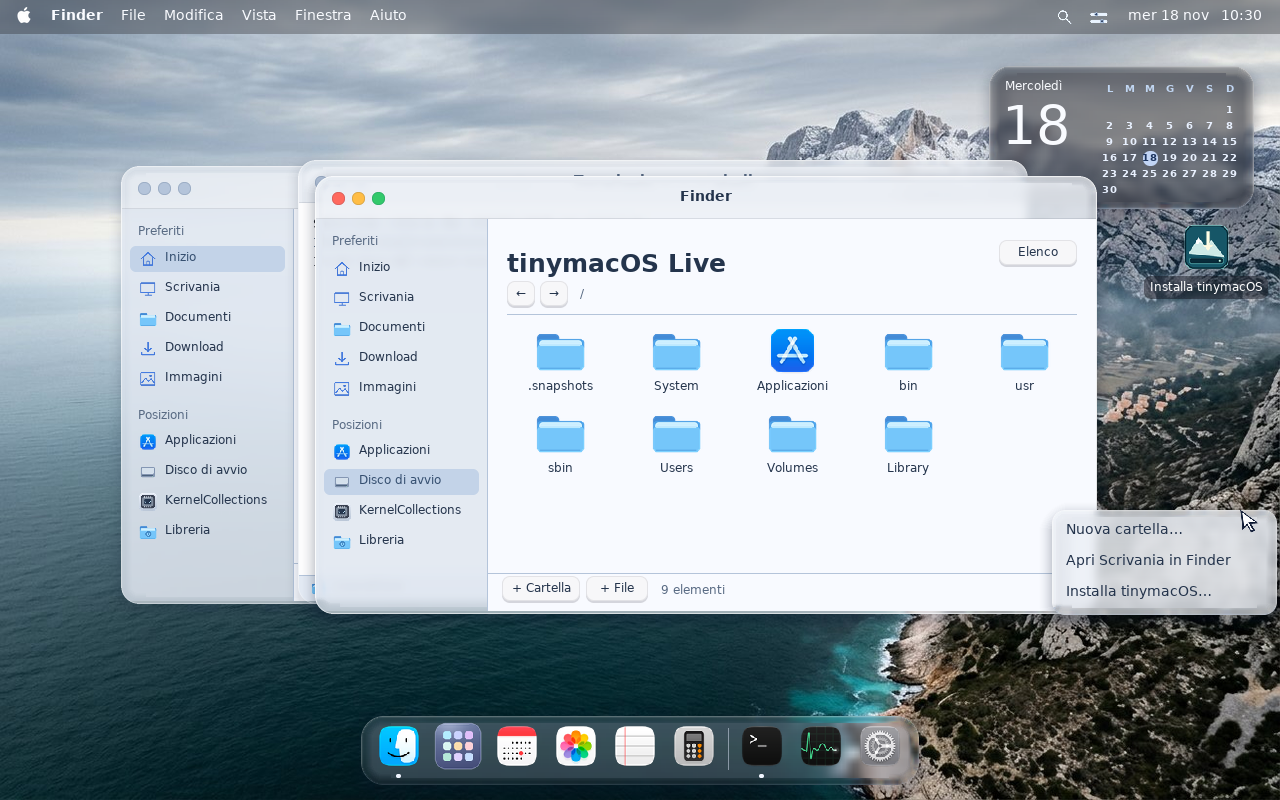 Finder File Modifica Vista Finestra Aiuto
mer 18 nov 10:30
Mercoledì
18
L M M G V S D
1
2 3 4 5 6 7 8
9 10 11 12 13 14 15
16 17 18 19 20 21 22
23 24 25 26 27 28 29
30
Installa tinymacOS
Preferiti
Inizio
Scrivania
Documenti
Download
Immagini
Posizioni
Applicazioni
Disco di avvio
KernelCollections
Libreria
Finder
Preferiti
Inizio
Scrivania
Documenti
Download
Immagini
Posizioni
Applicazioni
Disco di avvio
KernelCollections
Libreria
tinymacOS Live
Elenco
← → /
.snapshots System Applicazioni bin usr
sbin Users Volumes Library
+ Cartella + File 9 elementi
Nuova cartella...
Apri Scrivania in Finder
Installa tinymacOS...
>_